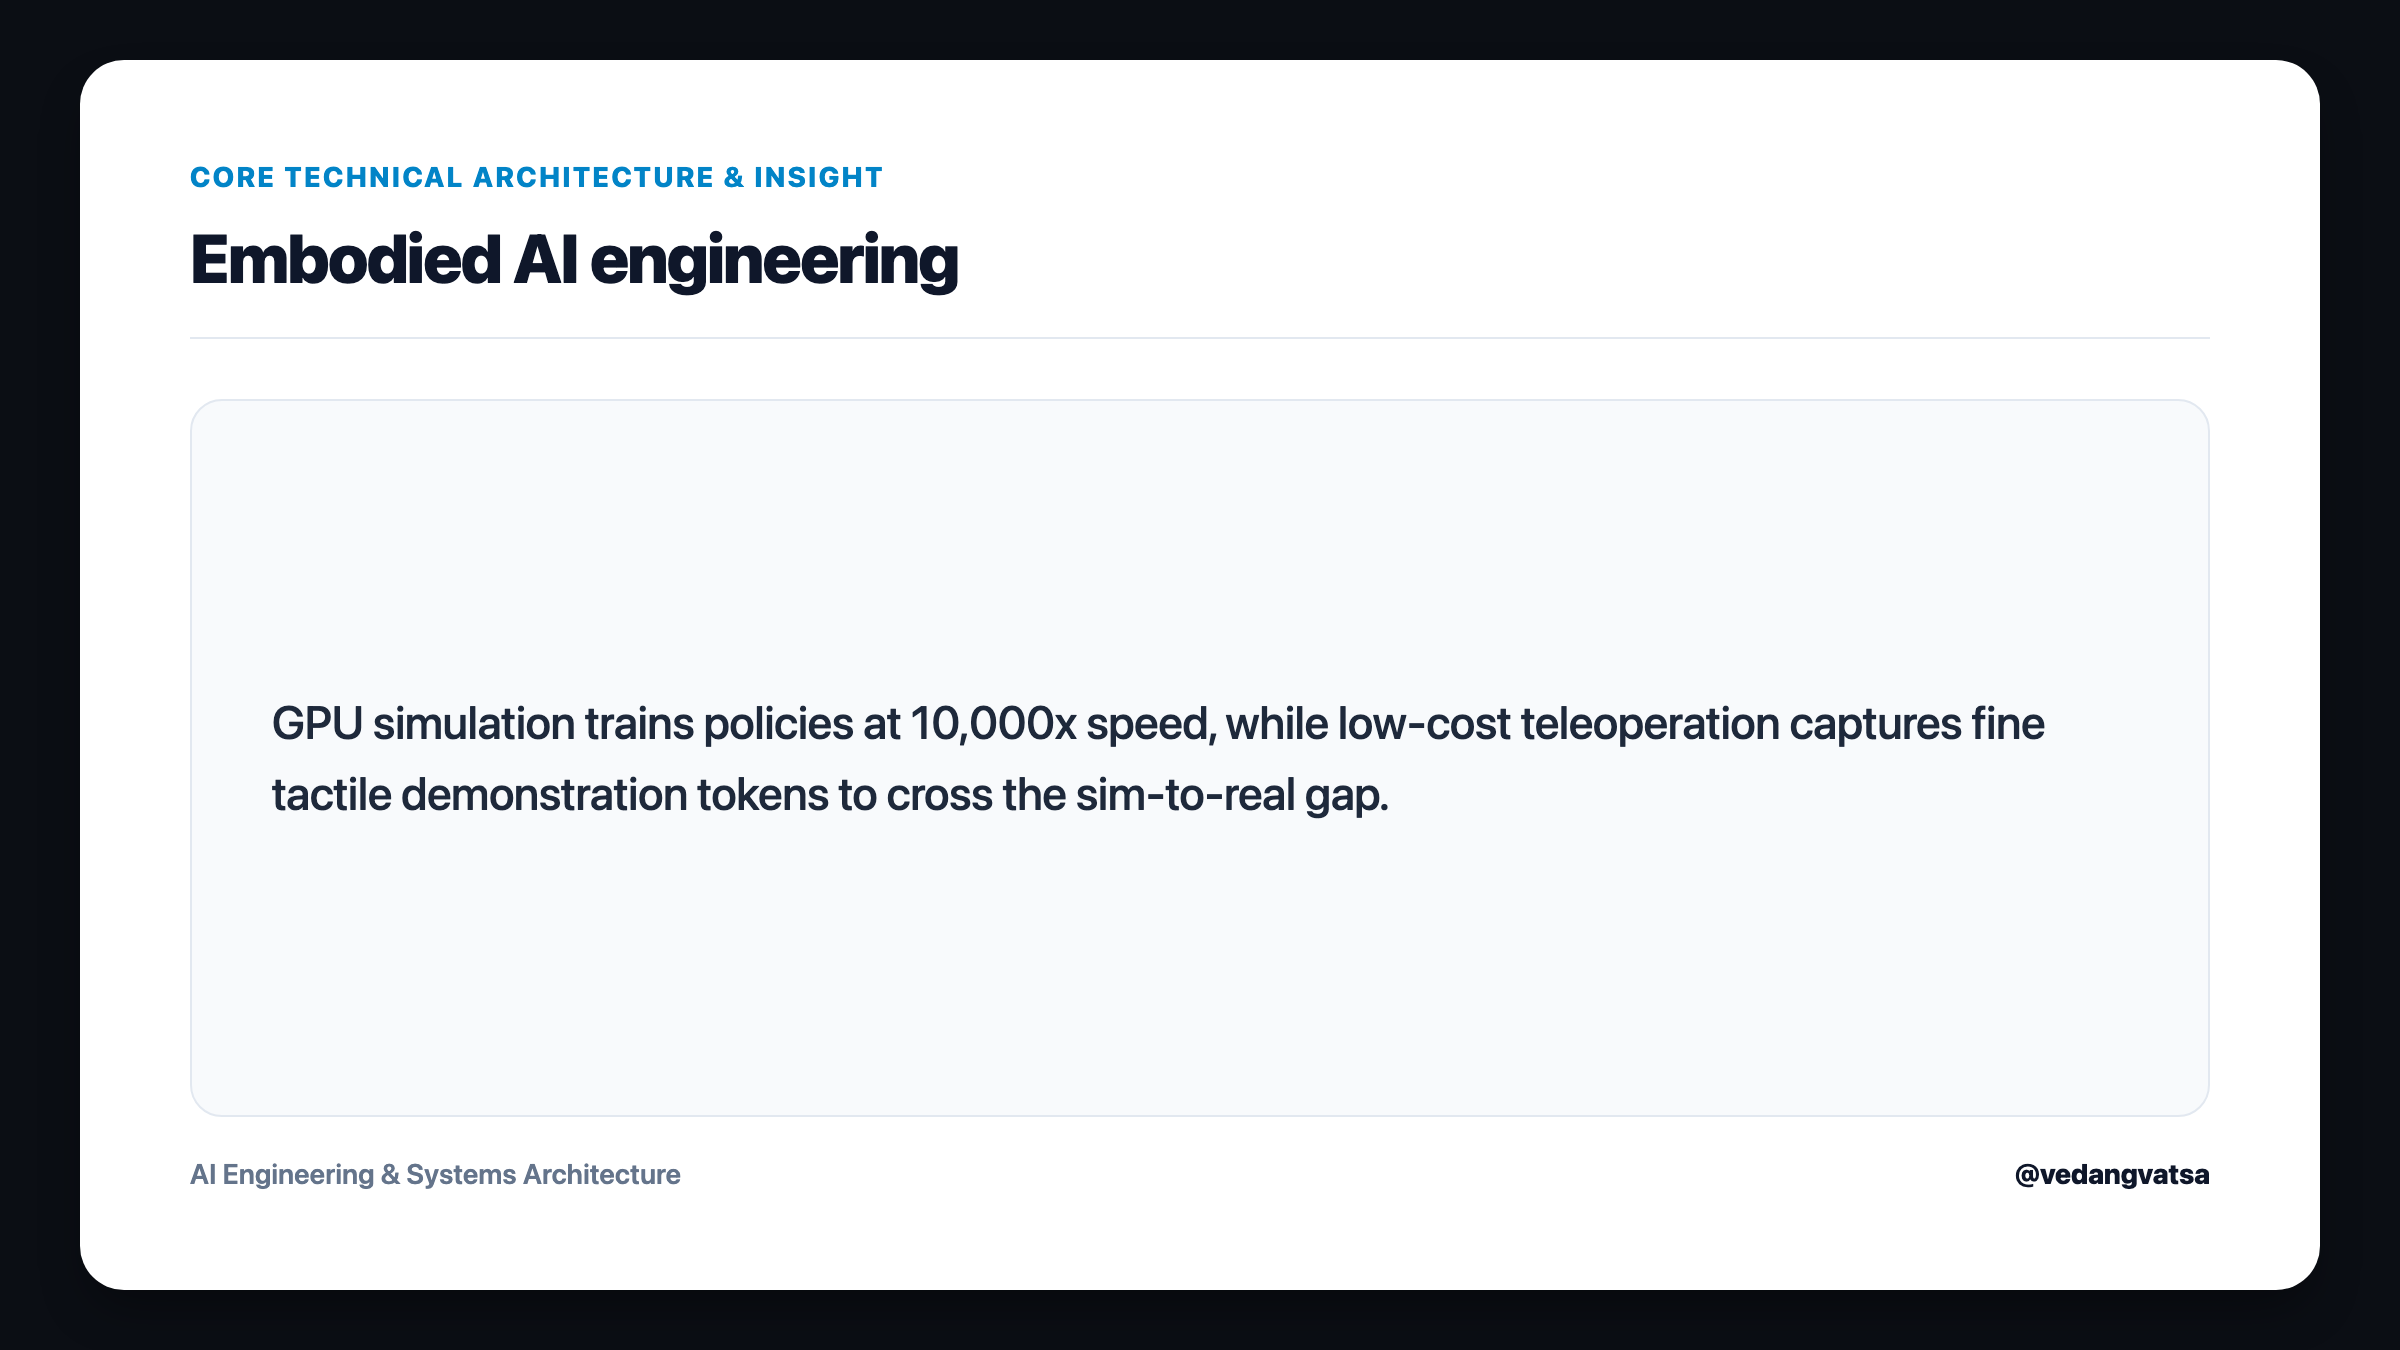 CORE TECHNICAL ARCHITECTURE & INSIGHT
Embodied AI engineering
GPU simulation trains policies at 10,000x speed, while low-cost teleoperation captures fine
tactile demonstration tokens to cross the sim-to-real gap.
AI Engineering & Systems Architecture
@vedangvatsa